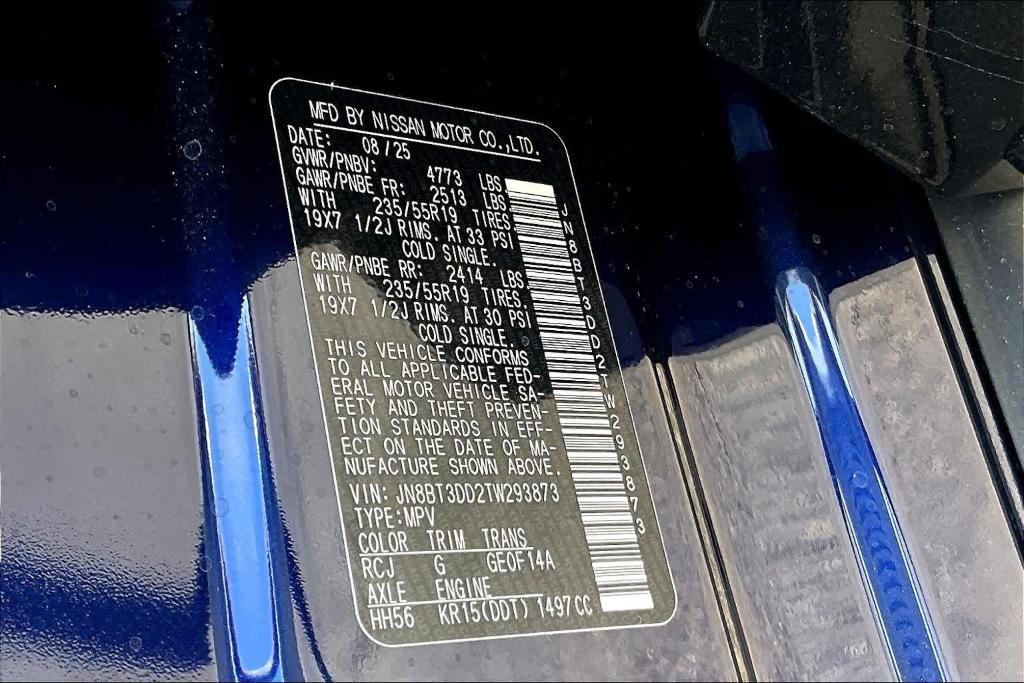 MFD BY NISSAN MOTOR CO.,LTD.
DATE: 08/25
GVWR/PNBV: 4773 LBS.
GAWR/PNBE FR: 2513 LBS
WITH 235/55R19 TIRES
19X7 1/2J RIMS. AT 33 PSI
COLD SINGLE.
GAWR/PNBE RR: 2414 LBS
WITH 235/55R19 TIRES
19X7 1/2J RIMS. AT 30 PSI
COLD SINGLE.
THIS VEHICLE CONFORMS
TO ALL APPLICABLE FED-
ERAL MOTOR VEHICLE SA-
FETY AND THEFT PREVEN-
TION STANDARDS IN EFF-
ECT ON THE DATE OF MA-
NUFACTURE SHOWN ABOVE.
VIN: JN8BT3DD2TW293873
TYPE:MPV
COLOR TRIM TRANS
RCJ G GE0F14A
AXLE ENGINE
HH56 KR15(DDT) 1497CC
JN8BT3DD2TW293873